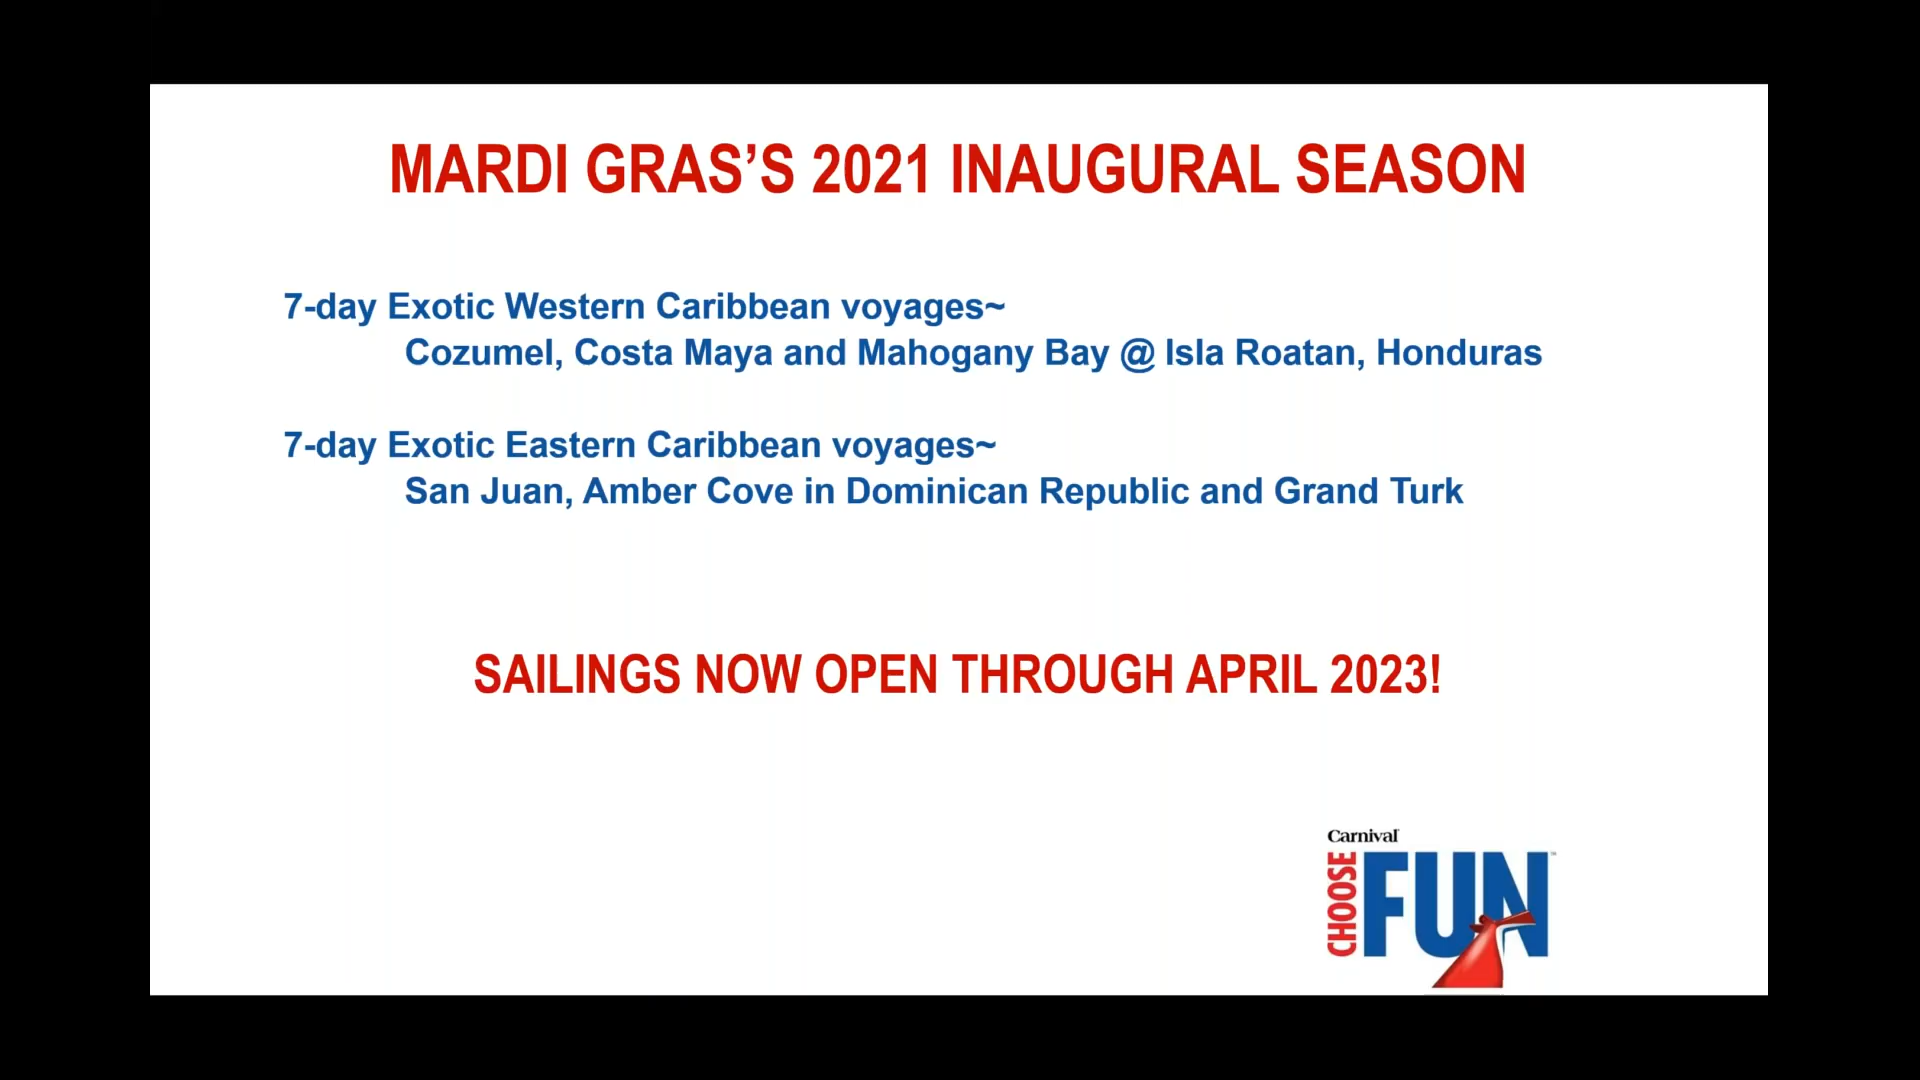 MARDI GRAS’S 2021 INAUGURAL SEASON
7-day Exotic Western Caribbean voyages~
Cozumel, Costa Maya and Mahogany Bay @ Isla Roatan, Honduras
7-day Exotic Eastern Caribbean voyages~
San Juan, Amber Cove in Dominican Republic and Grand Turk
SAILINGS NOW OPEN THROUGH APRIL 2023!
Carnival
CHOOSE
FUN